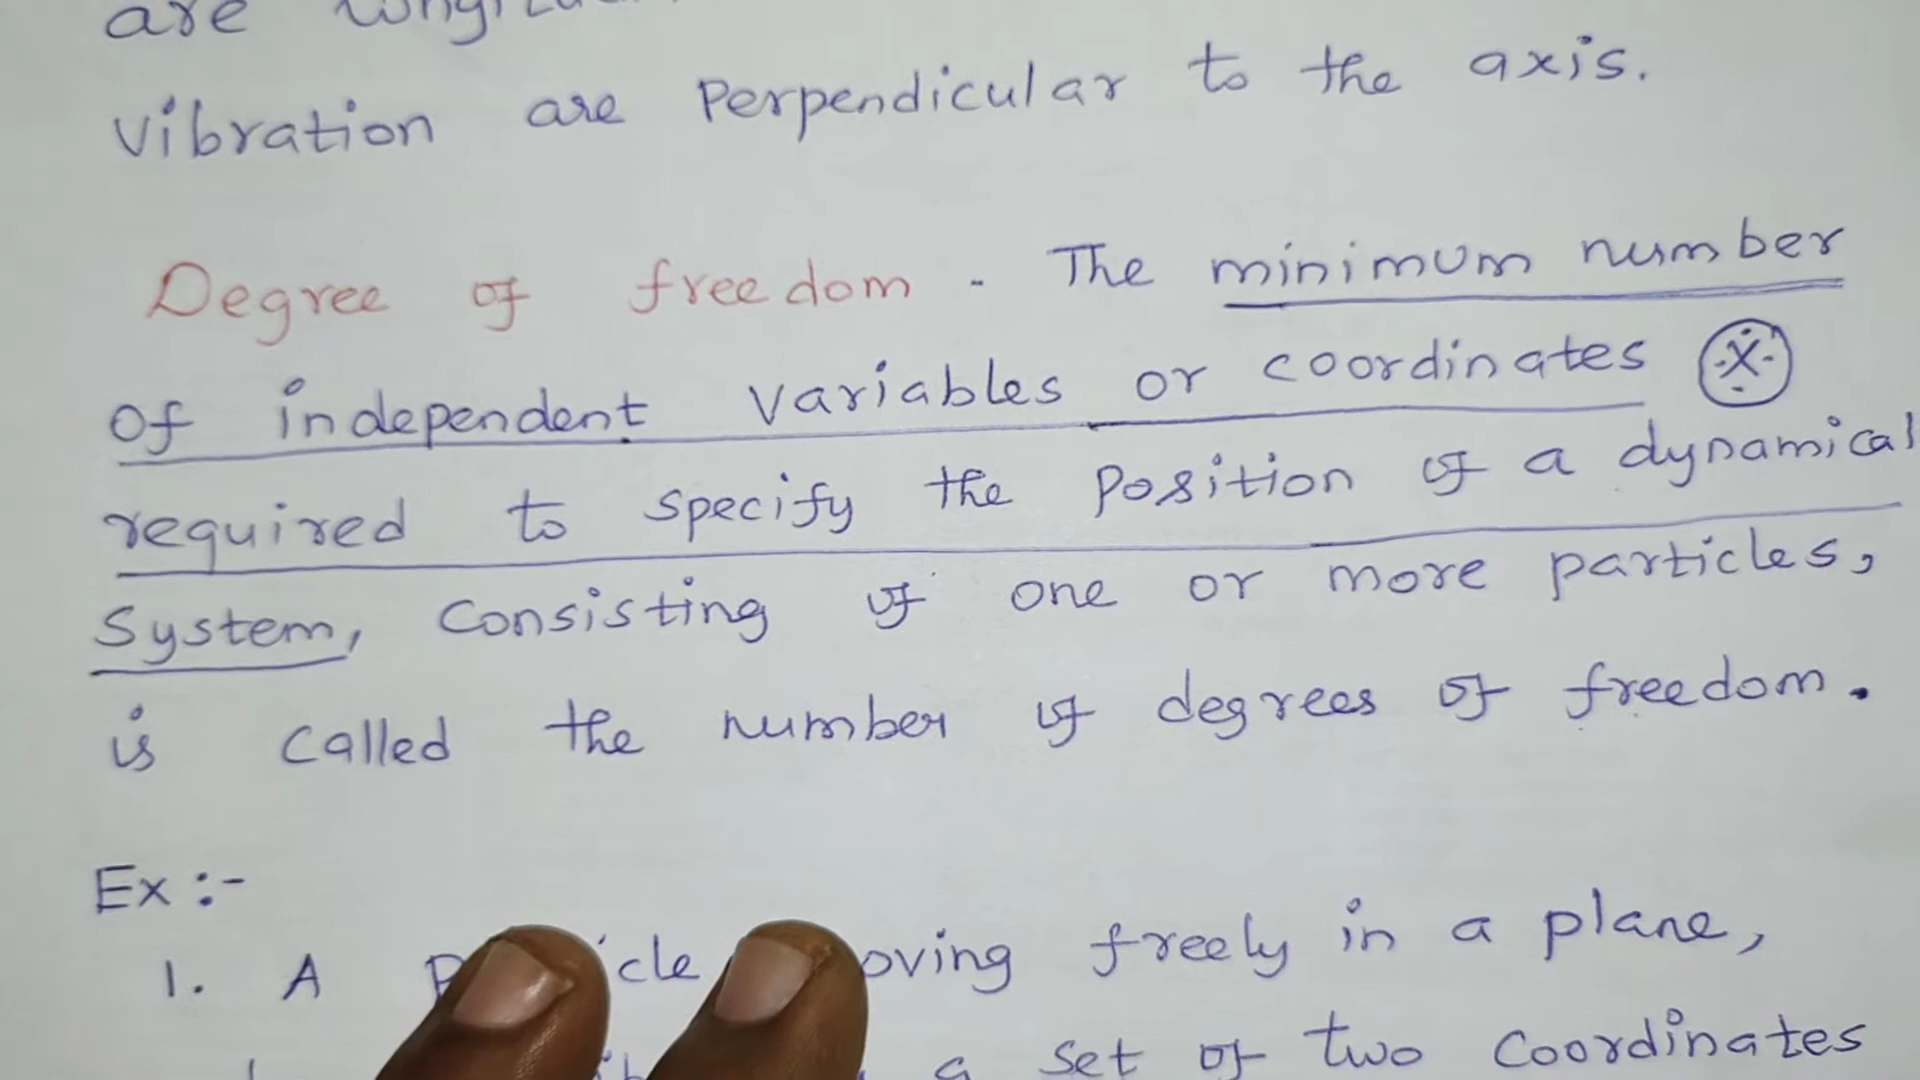 are
vibration are Perpendicular to the axis.
Degree of freedom - The minimum number
of independent variables or coordinates
required to specify the position of a dynamical
System, Consisting of one or more particles,
is called the number of degrees of freedom.
Ex :-
1. A moving freely in a plane,
a set of two Coordinates